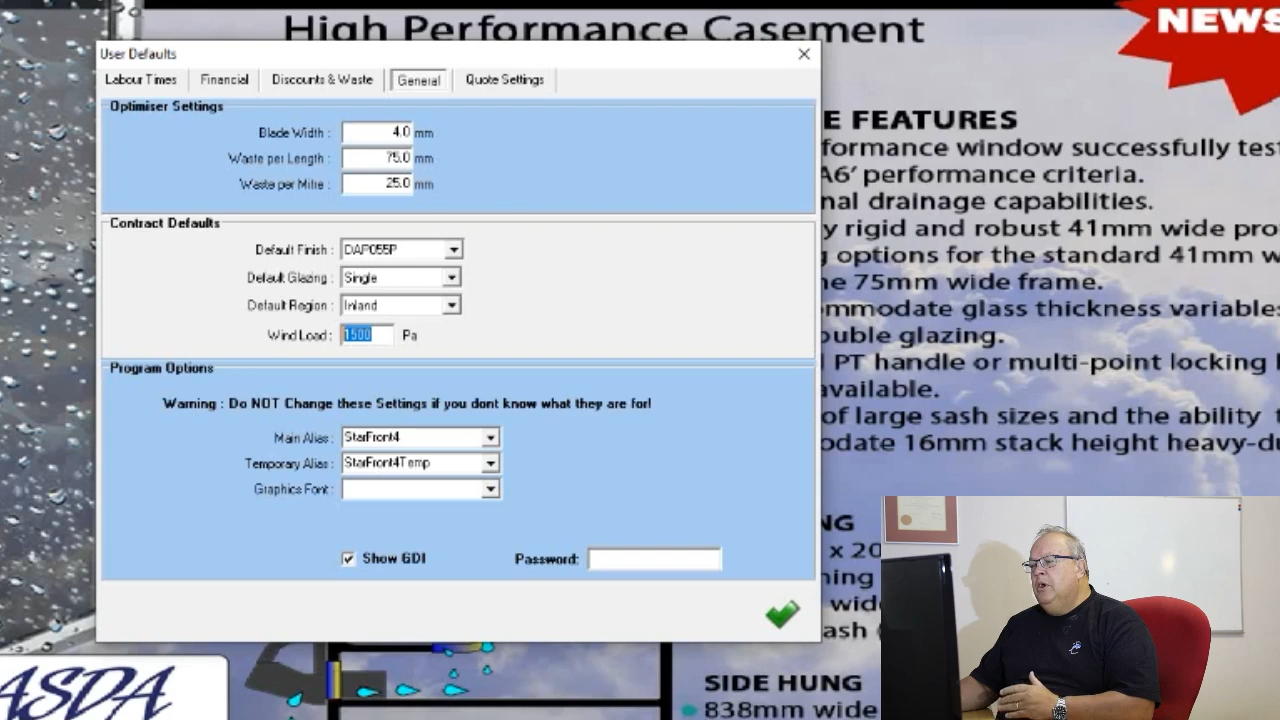 High Performance Casement
NEWS
User Defaults
Labour Times Financial Discounts & Waste General Quote Settings
Optimiser Settings
Blade Width : 4.0 mm
Waste per Length : 75.0 mm
Waste per Mitre : 25.0 mm
Contract Defaults
Default Finish : DAP055P
Default Glazing : Single
Default Region : Inland
Wind Load : 1500 Pa
Program Options
Warning : Do NOT Change these Settings if you dont know what they are for!
Main Alias : StarFront4
Temporary Alias : StarFront4Temp
Graphics Font :
Show GDI Password:
E FEATURES
formance window successfully test
A6' performance criteria.
nal drainage capabilities.
y rigid and robust 41mm wide pro
g options for the standard 41mm w
ne 75mm wide frame.
ommodate glass thickness variables
ouble glazing.
PT handle or multi-point locking
available.
of large sash sizes and the ability
odate 16mm stack height heavy-du
NG
x 20
wide
ash
ASDA
SIDE HUNG
838mm wide